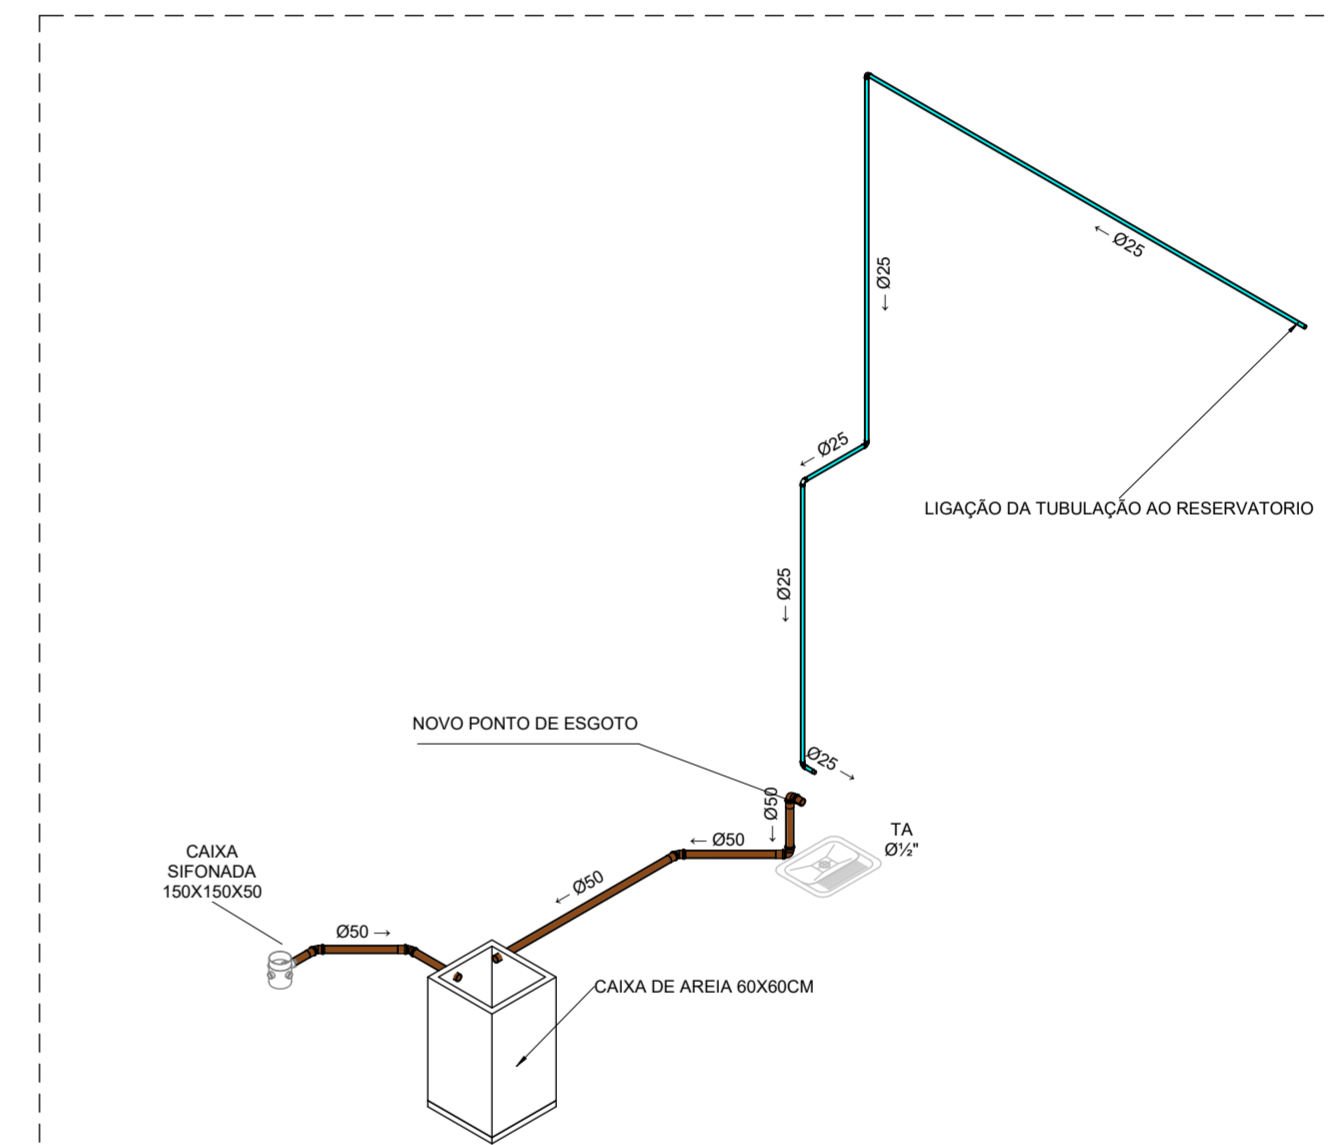 ← Ø25
← Ø25
← Ø25
LIGAÇÃO DA TUBULAÇÃO AO RESERVATORIO
← Ø25
NOVO PONTO DE ESGOTO
Ø25 →
← Ø50
← Ø50
TA
Ø½"
CAIXA
SIFONADA
150X150X50
← Ø50
Ø50 →
CAIXA DE AREIA 60X60CM